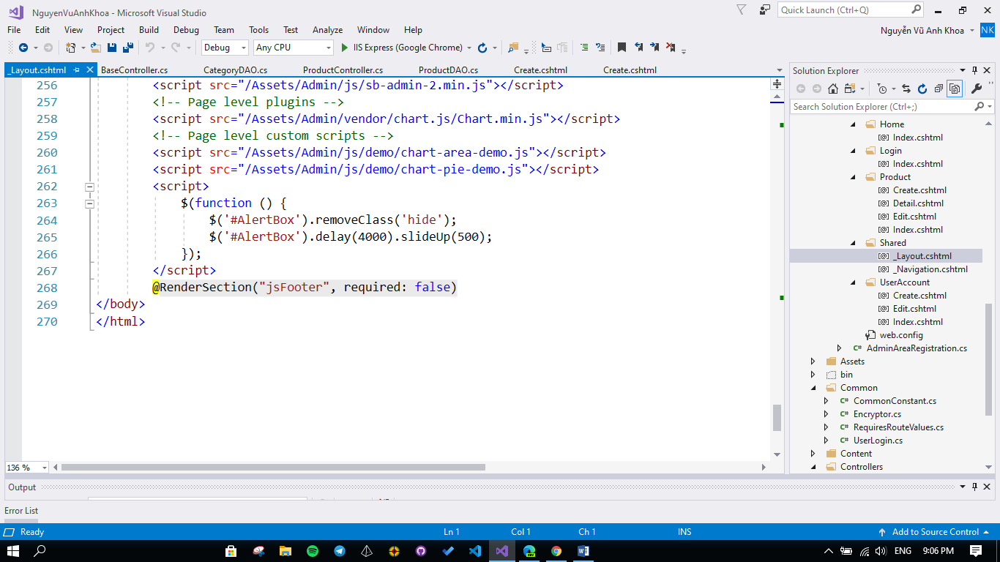 NguyenVuAnhKhoa - Microsoft Visual Studio
Quick Launch (Ctrl+Q)
File Edit View Project Build Debug Team Tools Test Analyze Window Help
Nguyễn Vũ Anh Khoa NK
Debug Any CPU IIS Express (Google Chrome)
_Layout.cshtml BaseController.cs CategoryDAO.cs ProductController.cs ProductDAO.cs Create.cshtml Create.cshtml
256 <script src="/Assets/Admin/js/sb-admin-2.min.js"></script>
257 <!-- Page level plugins -->
258 <script src="/Assets/Admin/vendor/chart.js/Chart.min.js"></script>
259 <!-- Page level custom scripts -->
260 <script src="/Assets/Admin/js/demo/chart-area-demo.js"></script>
261 <script src="/Assets/Admin/js/demo/chart-pie-demo.js"></script>
262 <script>
263 $(function () {
264 $('#AlertBox').removeClass('hide');
265 $('#AlertBox').delay(4000).slideUp(500);
266 });
267 </script>
268 @RenderSection("jsFooter", required: false)
269 </body>
270 </html>
136 %
Solution Explorer
Search Solution Explorer (Ctrl+;)
Home
Index.cshtml
Login
Index.cshtml
Product
Create.cshtml
Detail.cshtml
Edit.cshtml
Index.cshtml
Shared
_Layout.cshtml
_Navigation.cshtml
UserAccount
Create.cshtml
Edit.cshtml
Index.cshtml
web.config
AdminAreaRegistration.cs
Assets
bin
Common
CommonConstant.cs
Encryptor.cs
RequiresRouteValues.cs
UserLogin.cs
Content
Controllers
Output
Error List
Ready Ln 1 Col 1 Ch 1 INS Add to Source Control
ENG 9:06 PM